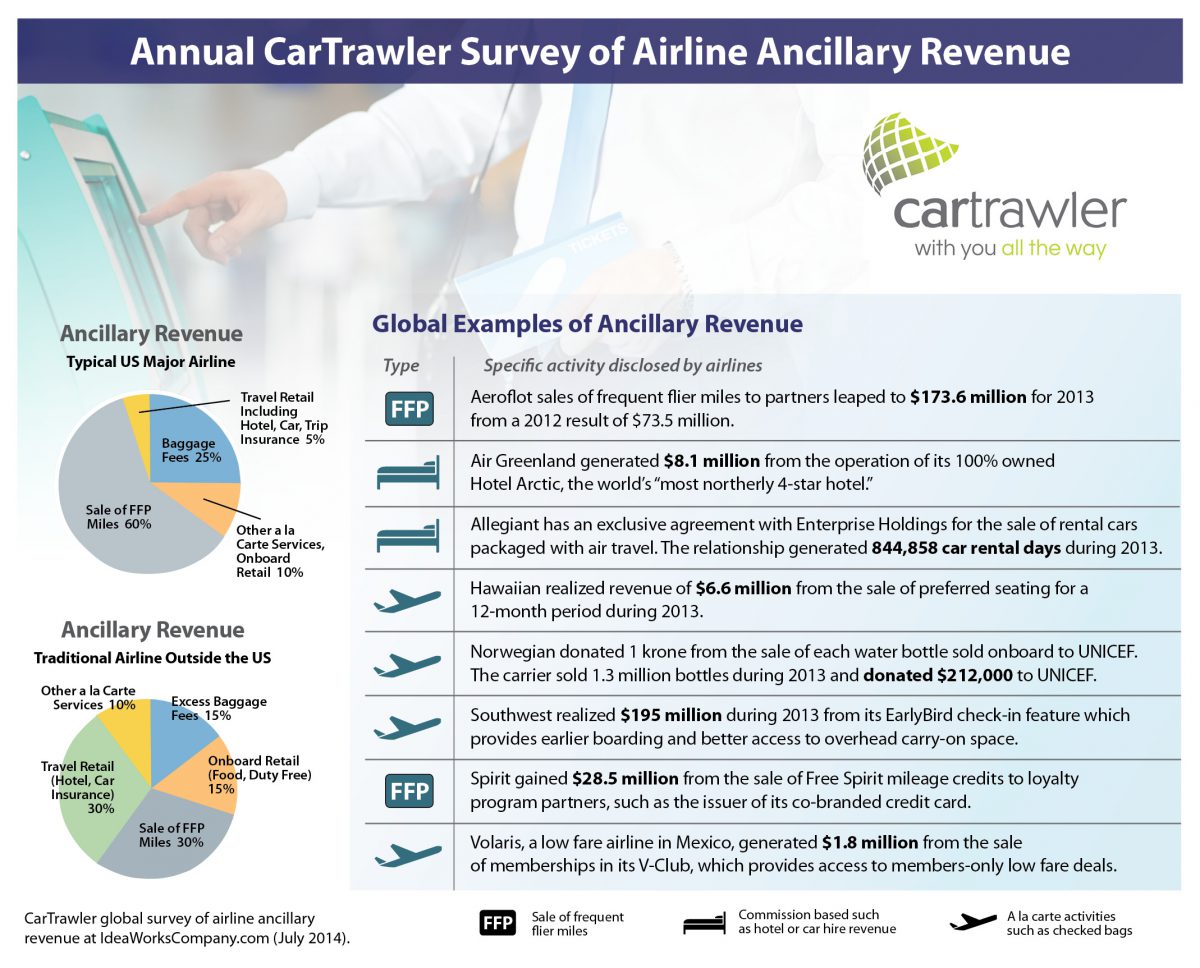 Annual CarTrawler Survey of Airline Ancillary Revenue
TICKETS
cartrawler
with you all the way
Ancillary Revenue
Typical US Major Airline
Travel Retail
Including
Hotel, Car, Trip
Insurance 5%
Baggage
Fees 25%
Sale of FFP
Miles 60%
Other a la
Carte Services,
Onboard
Retail 10%
Ancillary Revenue
Traditional Airline Outside the US
Other a la Carte
Services 10%
Excess Baggage
Fees 15%
Travel Retail
(Hotel, Car
Insurance)
30%
Onboard Retail
(Food, Duty Free)
15%
Sale of FFP
Miles 30%
Global Examples of Ancillary Revenue
Type
Specific activity disclosed by airlines
FFP
Aeroflot sales of frequent flier miles to partners leaped to $173.6 million for 2013
from a 2012 result of $73.5 million.
Air Greenland generated $8.1 million from the operation of its 100% owned
Hotel Arctic, the world's "most northerly 4-star hotel."
Allegiant has an exclusive agreement with Enterprise Holdings for the sale of rental cars
packaged with air travel. The relationship generated 844,858 car rental days during 2013.
Hawaiian realized revenue of $6.6 million from the sale of preferred seating for a
12-month period during 2013.
Norwegian donated 1 krone from the sale of each water bottle sold onboard to UNICEF.
The carrier sold 1.3 million bottles during 2013 and donated $212,000 to UNICEF.
Southwest realized $195 million during 2013 from its EarlyBird check-in feature which
provides earlier boarding and better access to overhead carry-on space.
FFP
Spirit gained $28.5 million from the sale of Free Spirit mileage credits to loyalty
program partners, such as the issuer of its co-branded credit card.
Volaris, a low fare airline in Mexico, generated $1.8 million from the sale
of memberships in its V-Club, which provides access to members-only low fare deals.
CarTrawler global survey of airline ancillary
revenue at IdeaWorksCompany.com (July 2014).
FFP
Sale of frequent
flier miles
Commission based such
as hotel or car hire revenue
A la carte activities
such as checked bags